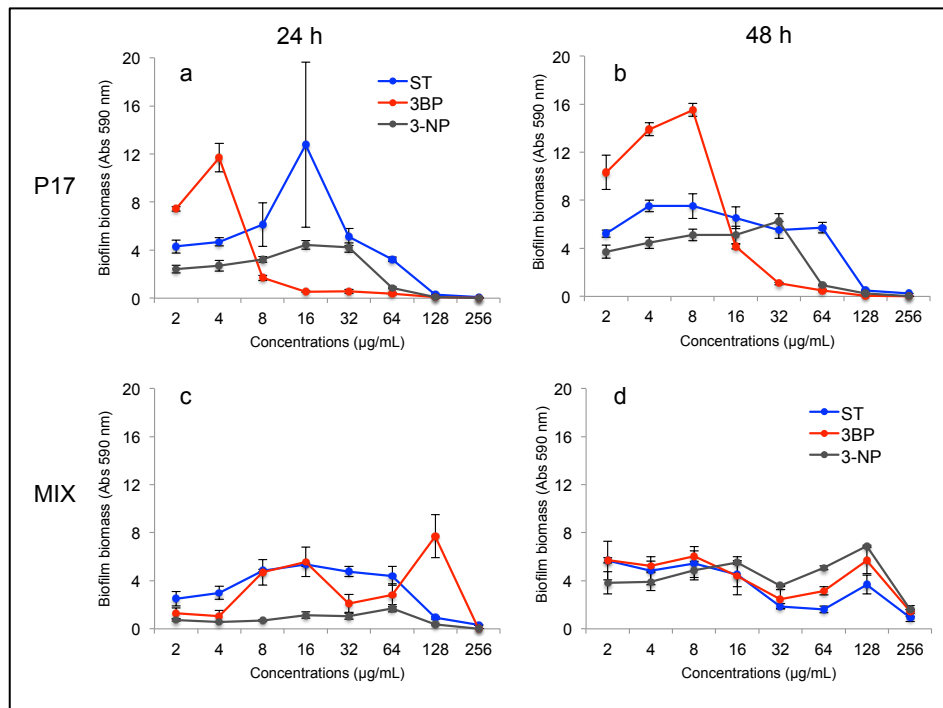 24 h
48 h
P17
MIX
a
20
16
12
8
4
0
Biofilm biomass (Abs 590 nm)
ST
3BP
3-NP
2 4 8 16 32 64 128 256
Concentrations (µg/mL)
b
20
16
12
8
4
0
Biofilm biomass (Abs 590 nm)
2 4 8 16 32 64 128 256
Concentrations (µg/mL)
c
20
16
12
8
4
0
Biofilm biomass (Abs 590 nm)
2 4 8 16 32 64 128 256
Concentrations (µg/mL)
d
20
16
12
8
4
0
Biofilm biomass (Abs 590 nm)
ST
3BP
3-NP
2 4 8 16 32 64 128 256
Concentrations (µg/mL)